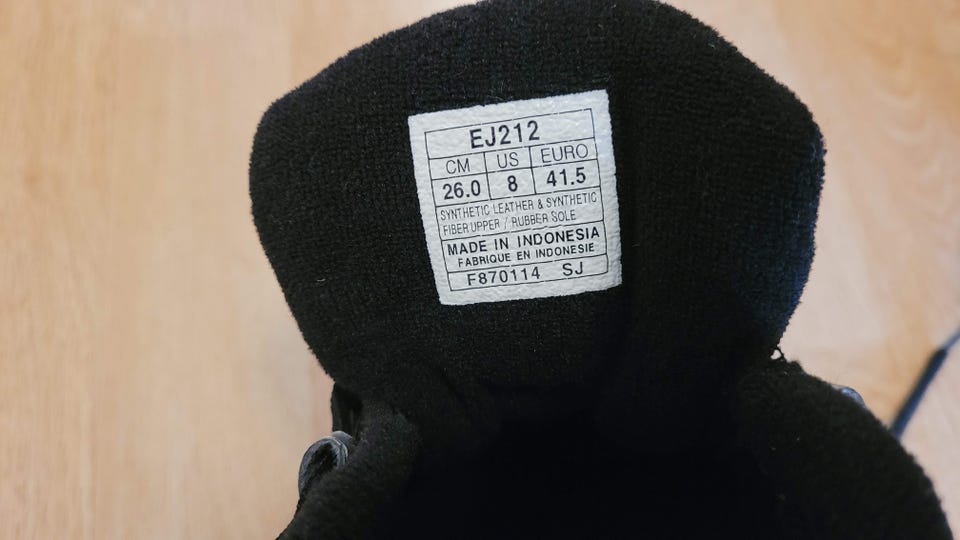 EJ212
CM US EURO
26.0 8 41.5
SYNTHETIC LEATHER & SYNTHETIC
FIBER UPPER / RUBBER SOLE
MADE IN INDONESIA
FABRIQUE EN INDONESIE
F870114 SJ